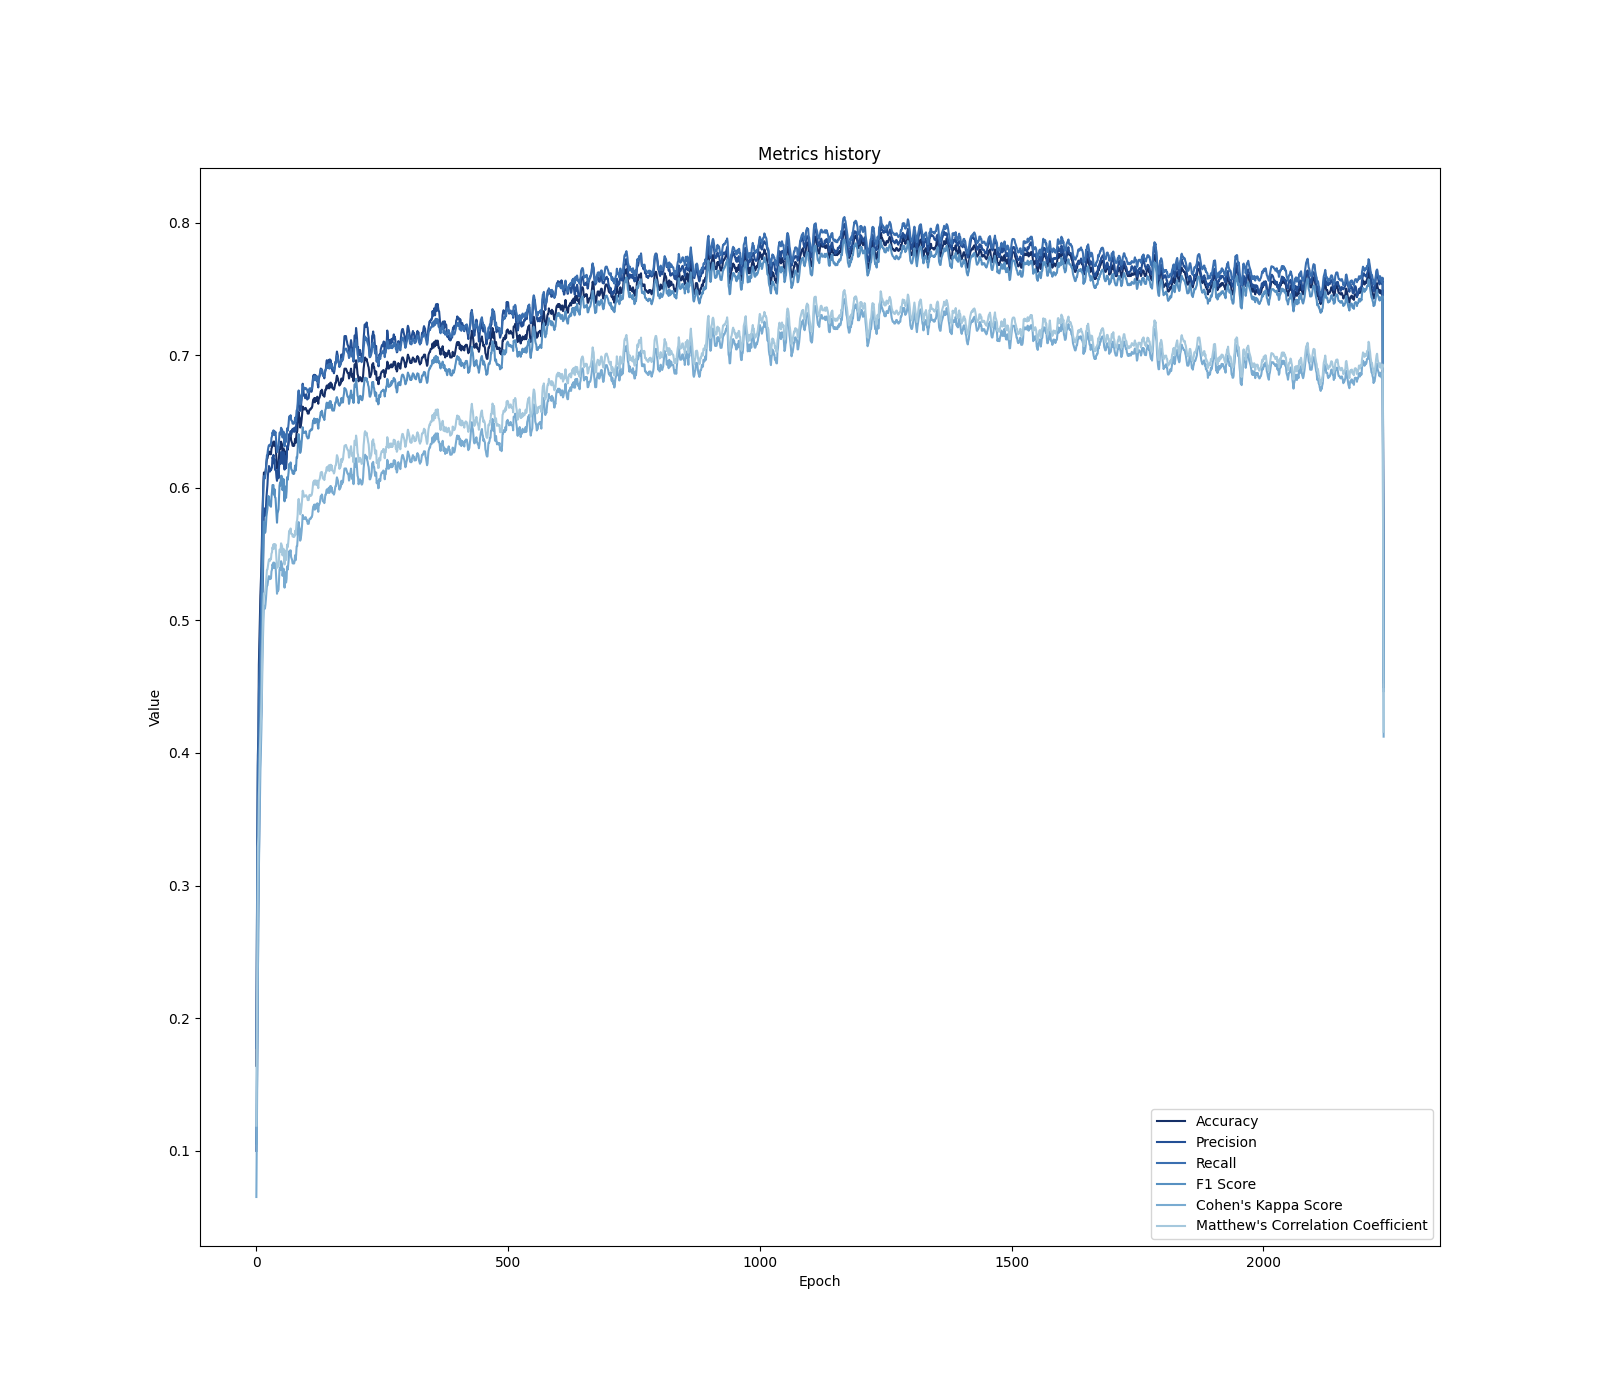 Metrics history
0.8
0.7
0.6
0.5
0.4
0.3
0.2
0.1
Value
0
500
1000
1500
2000
Epoch
Accuracy
Precision
Recall
F1 Score
Cohen's Kappa Score
Matthew's Correlation Coefficient